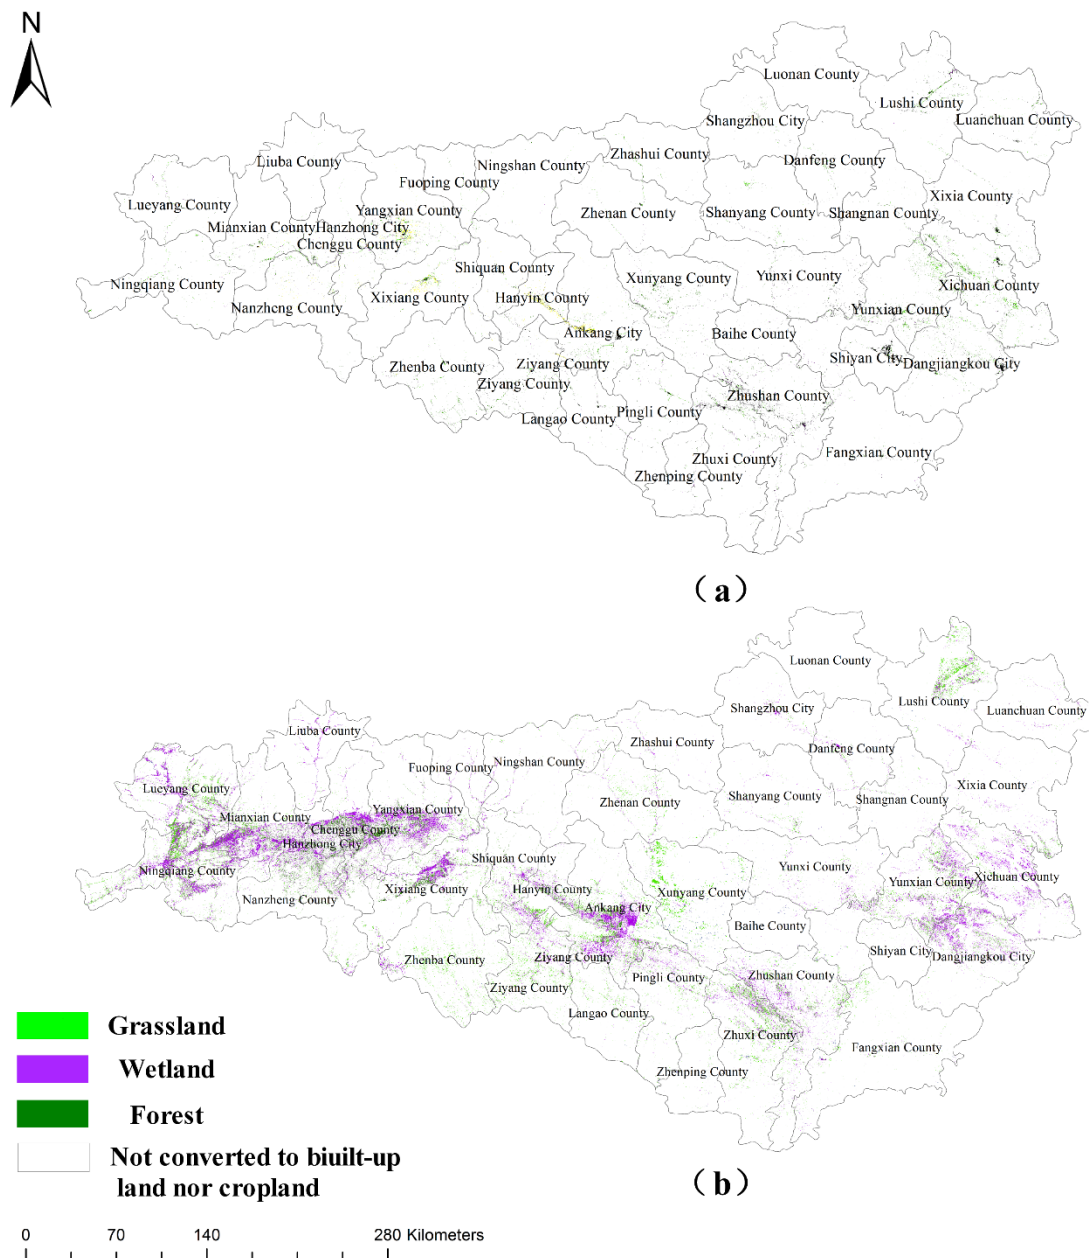 N
Luonan County
Lushi County
Luanchuan County
Shangzhou City
Zhashui County
Danfeng County
Liuba County
Ningshan County
Fuoping County
Xixia County
Lueyang County
Yangxian County
Zhenan County
Shanyang County
Shangnan County
Mianxian County
Hanzhong City
Chenggu County
Shiquan County
Xunyang County
Yunxi County
Ningqiang County
Xichuan County
Nanzheng County
Xixiang County
Hanyin County
Yunxian County
Ankang City
Baihe County
Shiyan City
Dangjiangkou City
Zhenba County
Ziyang County
Ziyang County
Zhushan County
Langao County
Pingli County
Fangxian County
Zhuxi County
Zhenping County
(a)
Luonan County
Lushi County
Luanchuan County
Shangzhou City
Liuba County
Zhashui County
Danfeng County
Fuoping County
Ningshan County
Lueyang County
Xixia County
Zhenan County
Shanyang County
Shangnan County
Yangxian County
Mianxian County
Chenggu County
Hanzhong City
Shiquan County
Ningqiang County
Yunxi County
Xichuan County
Yunxian County
Xixiang County
Hanyin County
Xunyang County
Nanzheng County
Ankang City
Baihe County
Shiyan City
Dangjiangkou City
Zhenba County
Ziyang County
Zhushan County
Pingli County
Ziyang County
Langao County
Zhuxi County
Fangxian County
Zhenping County
Grassland
Wetland
Forest
Not converted to biuilt-up
land nor cropland
(b)
0 70 140 280 Kilometers